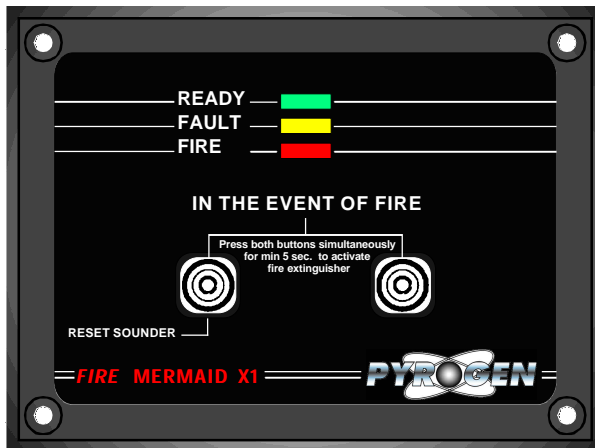 READY
FAULT
FIRE
IN THE EVENT OF FIRE
Press both buttons simultaneously
for min 5 sec. to activate
fire extinguisher
RESET SOUNDER
FIRE MERMAID X1
PYROGEN